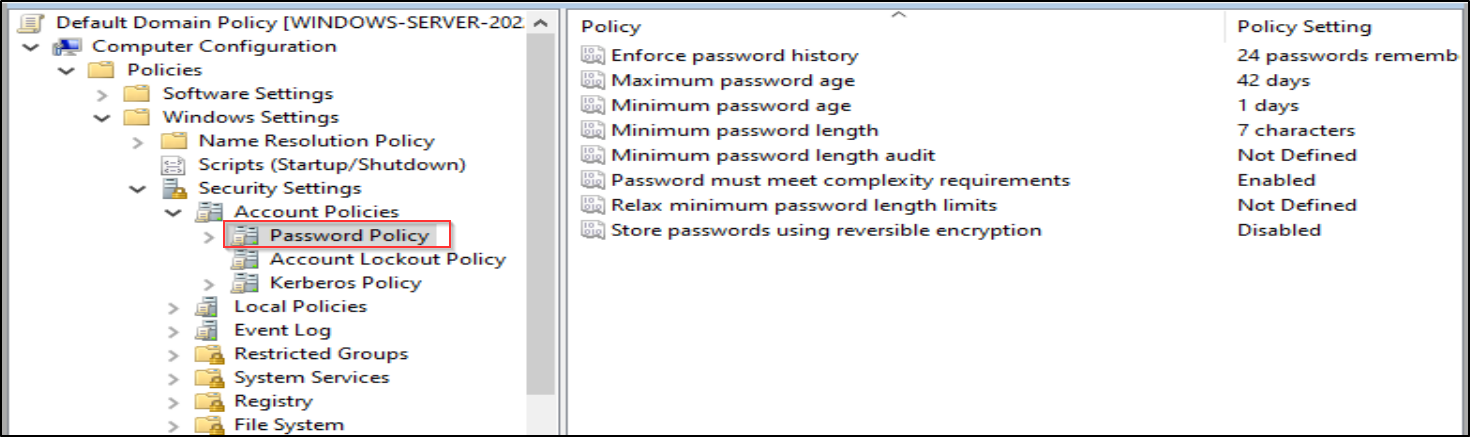 Default Domain Policy [WINDOWS-SERVER-202
Computer Configuration
Policies
Software Settings
Windows Settings
Name Resolution Policy
Scripts (Startup/Shutdown)
Security Settings
Account Policies
Password Policy
Account Lockout Policy
Kerberos Policy
Local Policies
Event Log
Restricted Groups
System Services
Registry
File System
Policy Policy Setting
Enforce password history 24 passwords rememb
Maximum password age 42 days
Minimum password age 1 days
Minimum password length 7 characters
Minimum password length audit Not Defined
Password must meet complexity requirements Enabled
Relax minimum password length limits Not Defined
Store passwords using reversible encryption Disabled